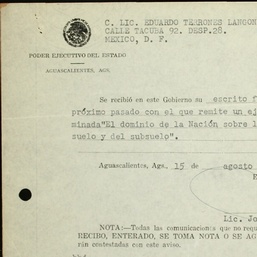 C. LIC. EDUARDO TERRONES LANGON
CALLE TACUBA 92. DESP.28.
MEXICO, D. F.
PODER EJECUTIVO DEL ESTADO
AGUASCALIENTES, AGS.
Se recibió en este Gobierno su escrito f
próximo pasado con el que remite un ej
minada"El dominio de la Nación sobre l
suelo y del subsuelo".
Aguascalientes, Ags., 15 de agosto
Lic. Jo
NOTA:—Todas las comunicaciones que no requi
RECIBO, ENTERADO, SE TOMA NOTA O SE AG
rán contestadas con este aviso.